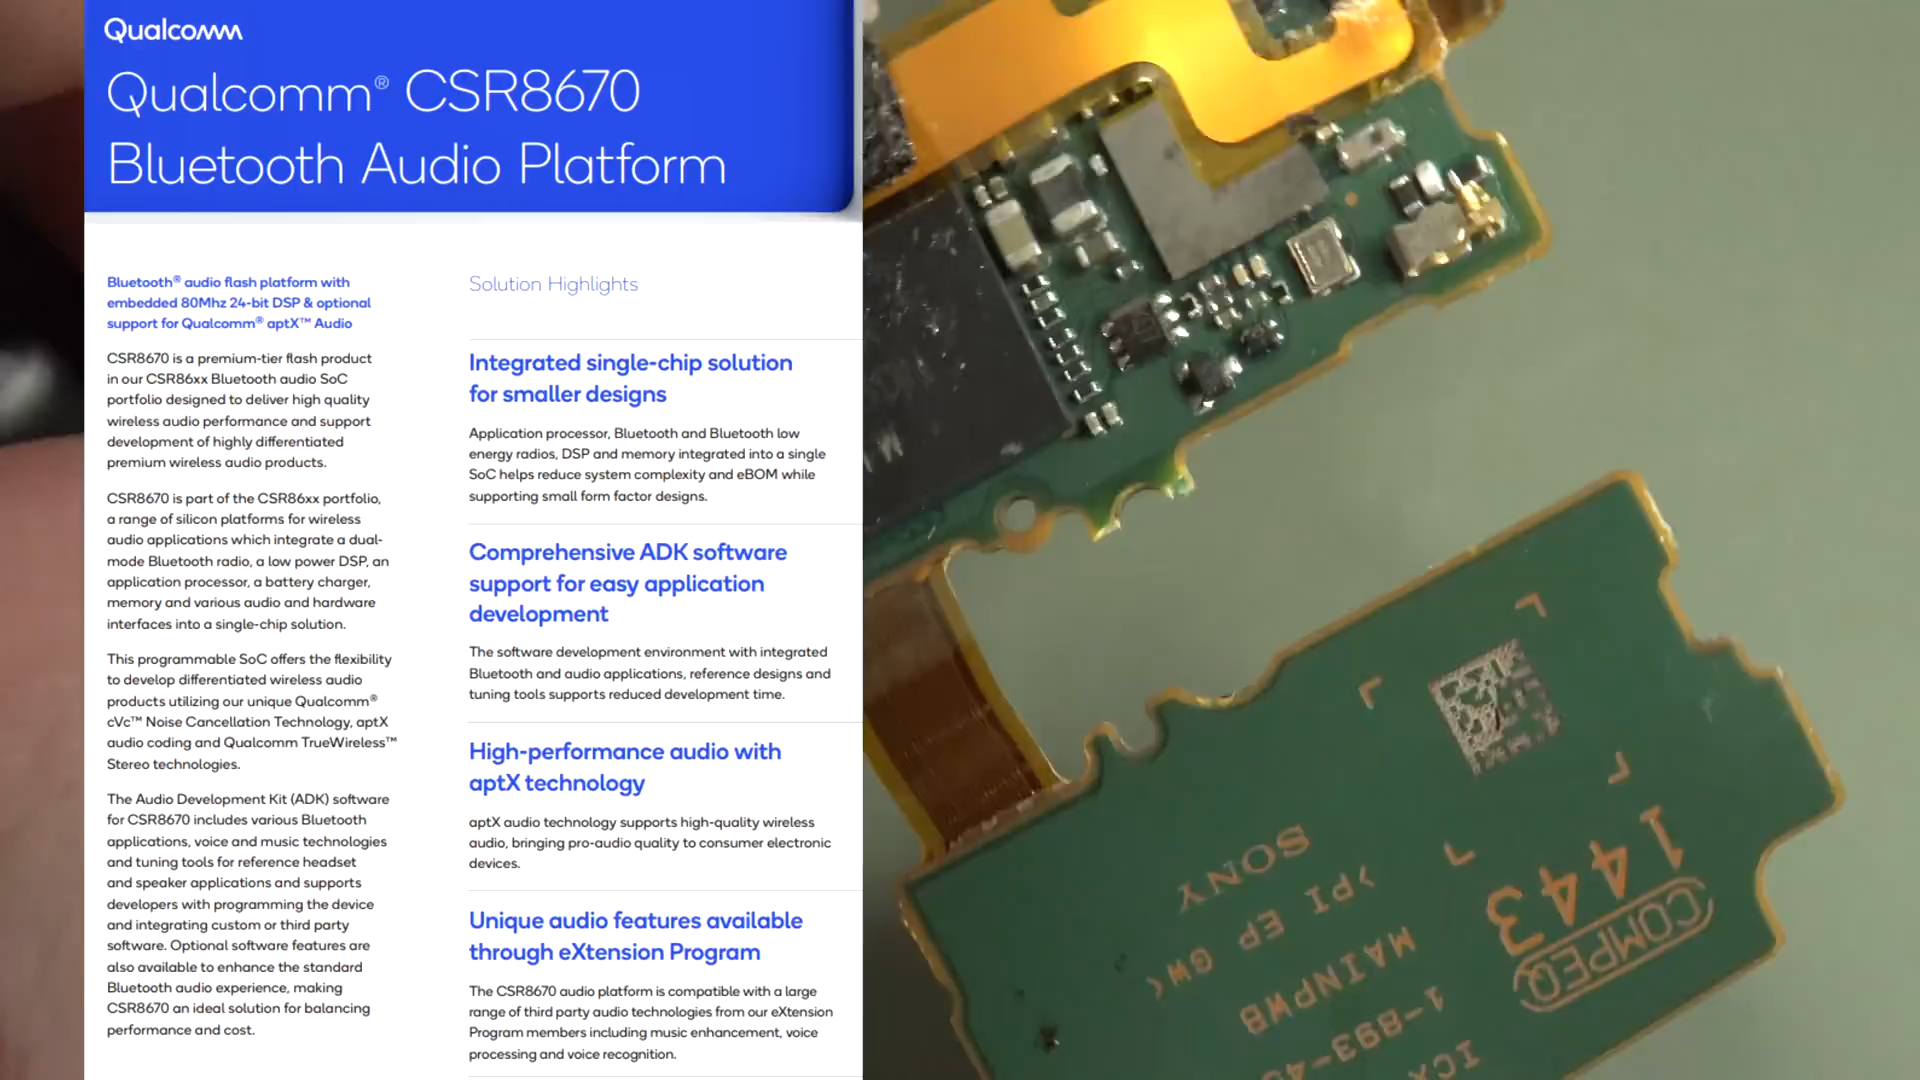 Qualcomm
Qualcomm® CSR8670
Bluetooth Audio Platform
Bluetooth® audio flash platform with
embedded 80Mhz 24-bit DSP & optional
support for Qualcomm® aptX™ Audio
CSR8670 is a premium-tier flash product
in our CSR86xx Bluetooth audio SoC
portfolio designed to deliver high quality
wireless audio performance and support
development of highly differentiated
premium wireless audio products.
CSR8670 is part of the CSR86xx portfolio,
a range of silicon platforms for wireless
audio applications which integrate a dual-
mode Bluetooth radio, a low power DSP, an
application processor, a battery charger,
memory and various audio and hardware
interfaces into a single-chip solution.
This programmable SoC offers the flexibility
to develop differentiated wireless audio
products utilizing our unique Qualcomm®
cVc™ Noise Cancellation Technology, aptX
audio coding and Qualcomm TrueWireless™
Stereo technologies.
The Audio Development Kit (ADK) software
for CSR8670 includes various Bluetooth
applications, voice and music technologies
and tuning tools for reference headset
and speaker applications and supports
developers with programming the device
and integrating custom or third party
software. Optional software features are
also available to enhance the standard
Bluetooth audio experience, making
CSR8670 an ideal solution for balancing
performance and cost.
Solution Highlights
Integrated single-chip solution
for smaller designs
Application processor, Bluetooth and Bluetooth low
energy radios, DSP and memory integrated into a single
SoC helps reduce system complexity and eBOM while
supporting small form factor designs.
Comprehensive ADK software
support for easy application
development
The software development environment with integrated
Bluetooth and audio applications, reference designs and
tuning tools supports reduced development time.
High-performance audio with
aptX technology
aptX audio technology supports high-quality wireless
audio, bringing pro-audio quality to consumer electronic
devices.
Unique audio features available
through eXtension Program
The CSR8670 audio platform is compatible with a large
range of third party audio technologies from our eXtension
Program members including music enhancement, voice
processing and voice recognition.
SONY
>PI EP GW<
MAINPWB
1-893-4
ICX
1443
COMPEQ